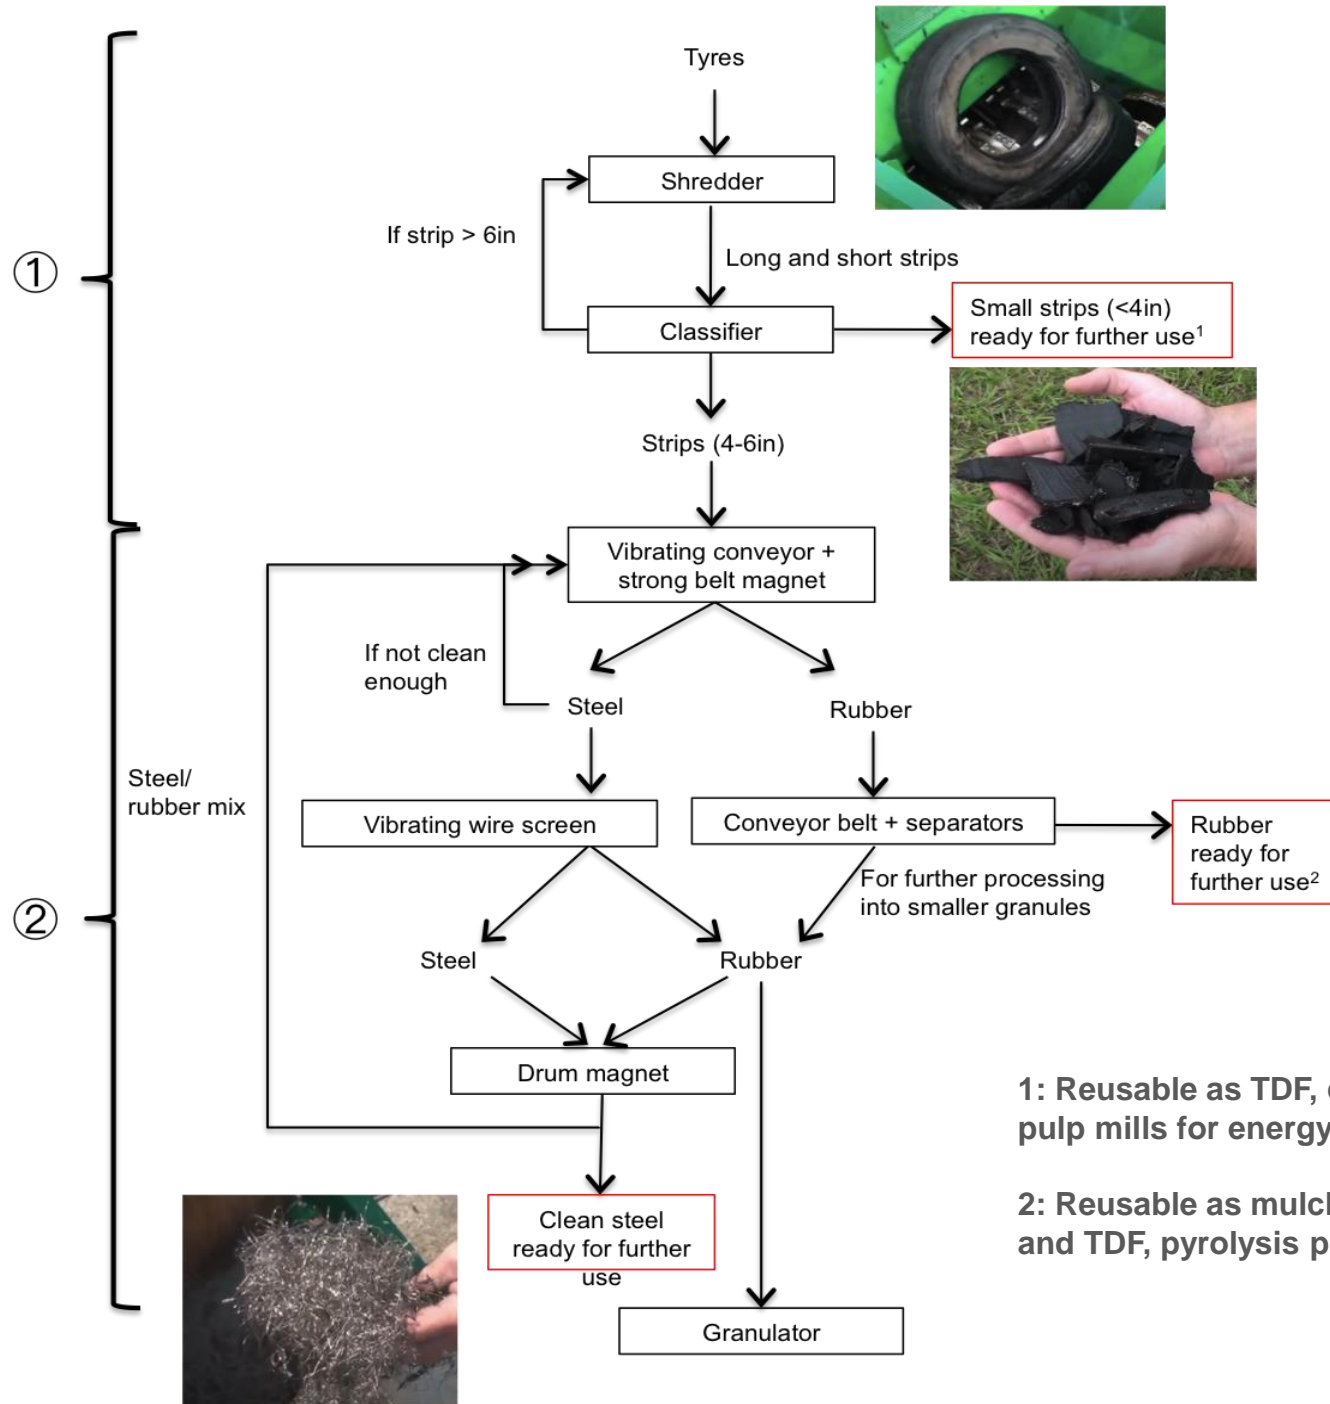 Tyres
Shredder
If strip > 6in
①
Long and short strips
Small strips (<4in)
ready for further use¹
Classifier
Strips (4-6in)
Vibrating conveyor +
strong belt magnet
If not clean
enough
Steel
Rubber
Steel/
rubber mix
Vibrating wire screen
Conveyor belt + separators
Rubber
ready for
further use²
For further processing
into smaller granules
②
Steel
Rubber
Drum magnet
1: Reusable as TDF,
pulp mills for energy
Clean steel
ready for further
use
2: Reusable as mulch
and TDF, pyrolysis
Granulator